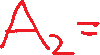 A₂ =